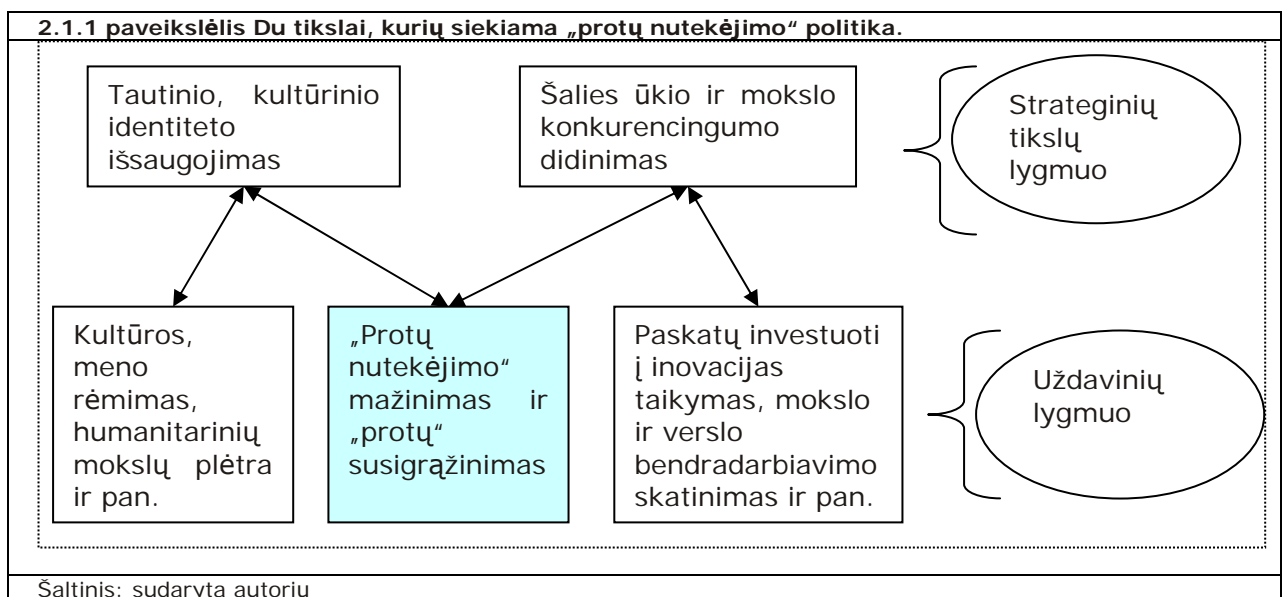 2.1.1 paveikslėlis Du tikslai, kurių siekiama „protų nutekėjimo“ politika.
Tautinio, kultūrinio
identiteto
išsaugojimas
Šalies ūkio ir mokslo
konkurencingumo
didinimas
Strateginių
tikslų
lygmuo
Kultūros,
meno
rėmimas,
humanitarinių
mokslų plėtra
ir pan.
„Protų
nutekėjimo“
mažinimas ir
„protų“
susigrąžinimas
Paskatų investuoti
į inovacijas
taikymas, mokslo
ir verslo
bendradarbiavimo
skatinimas ir pan.
Uždavinių
lygmuo
Šaltinis: sudaryta autorių